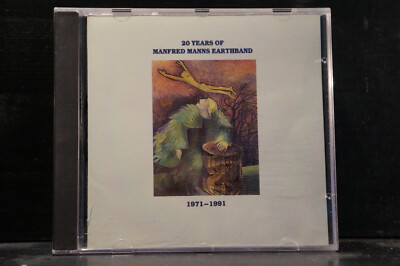 20 YEARS OF
MANFRED MANNS EARTHBAND
1971-1991